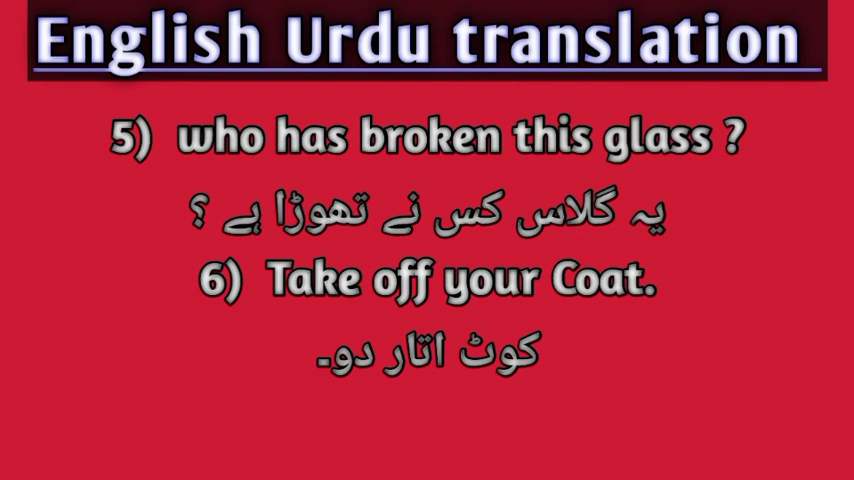 English Urdu translation
5) who has broken this glass ?
یہ گلاس کس نے تھوڑا ہے ؟
6) Take off your Coat.
کوٹ اتار دو۔